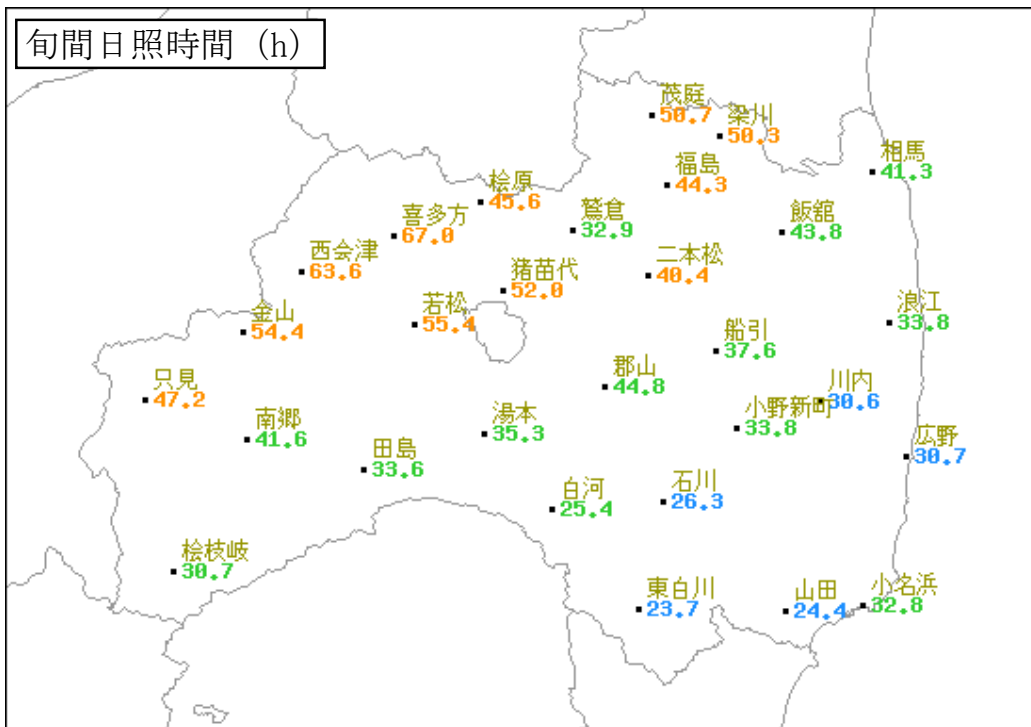 旬間日照時間 (h)
茂庭
50.7
梁川
50.3
相馬
41.3
福島
44.3
桧原
45.6
鷲倉
32.9
飯舘
43.8
喜多方
67.0
西会津
63.6
猪苗代
52.0
二本松
40.4
金山
54.4
若松
55.4
浪江
33.8
船引
37.6
只見
47.2
郡山
44.8
川内
30.6
南郷
41.6
湯本
35.3
小野新町
33.8
田島
33.6
広野
30.7
白河
25.4
石川
26.3
桧枝岐
30.7
東白川
23.7
山田
24.4
小名浜
32.8